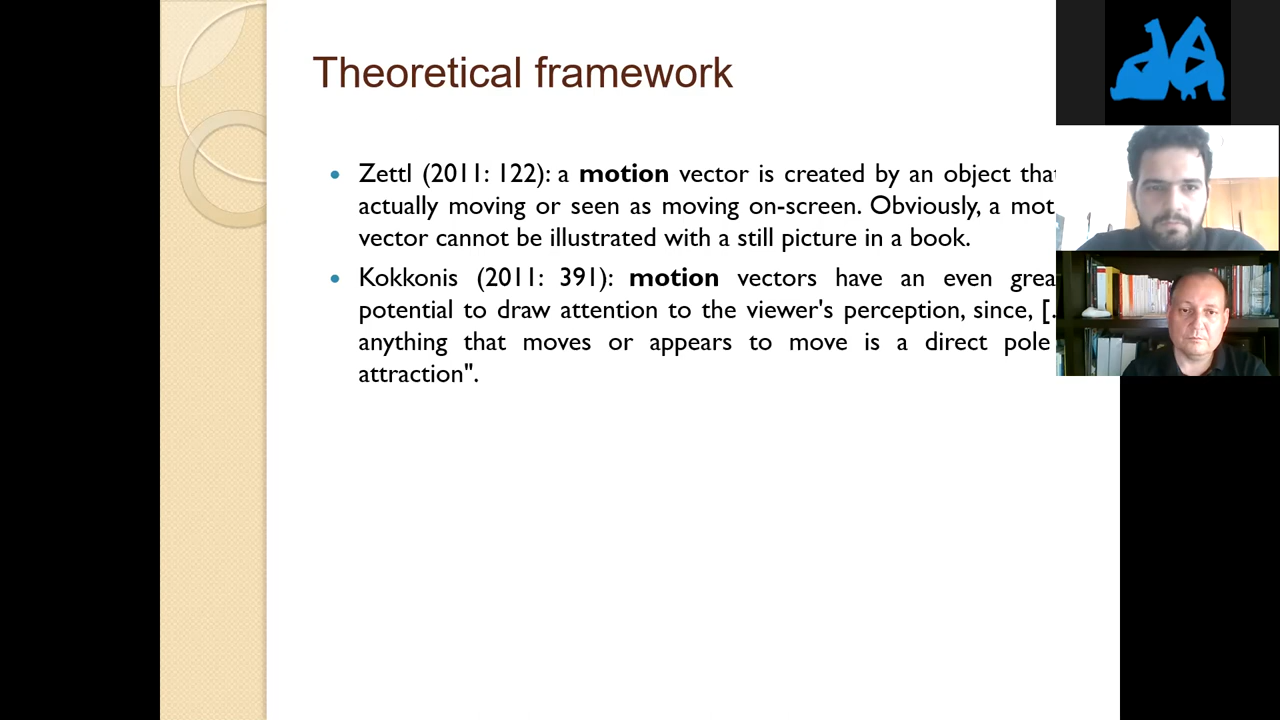 Theoretical framework
• Zettl (2011: 122): a motion vector is created by an object
actually moving or seen as moving on-screen. Obviously, a
vector cannot be illustrated with a still picture in a book.
• Kokkonis (2011: 391): motion vectors have an even
potential to draw attention to the viewer's perception, since,
anything that moves or appears to move is a direct pole
attraction".